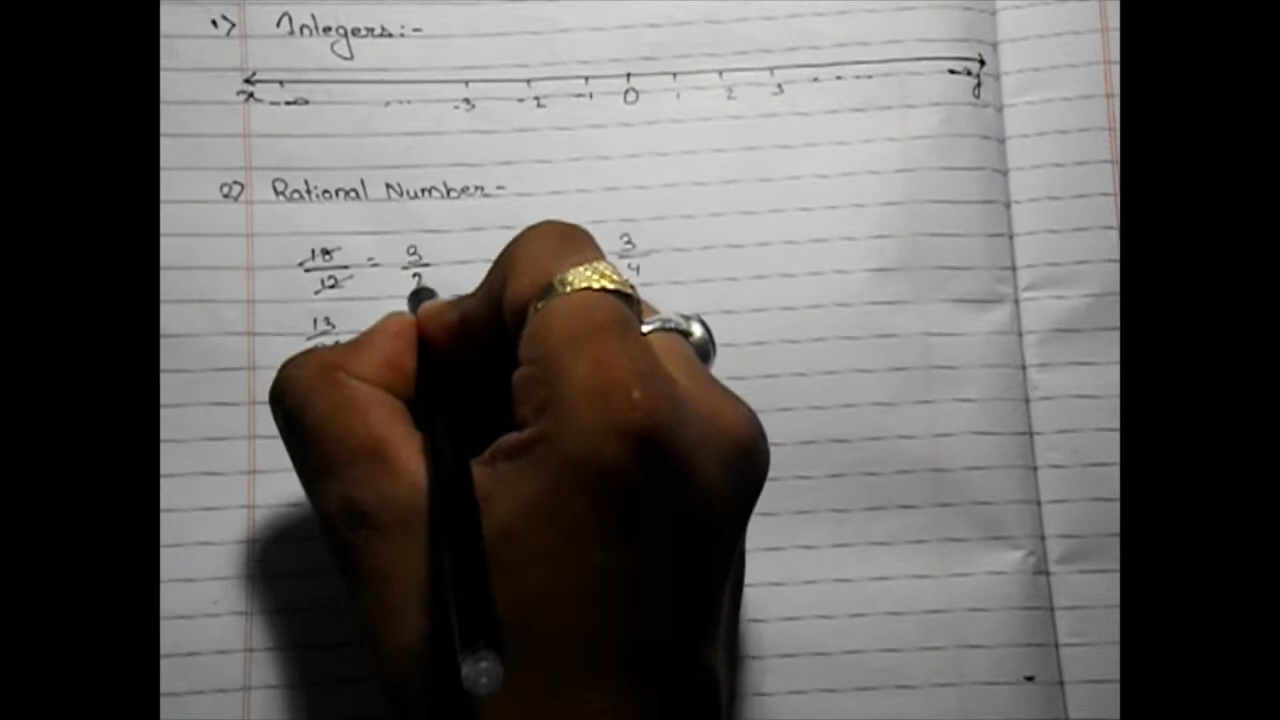 1) Integers:-
x -∞ ... -3 -2 -1 0 1 2 3 ..... y
2) Rational Number-
18/12 = 3/2 3/4
13